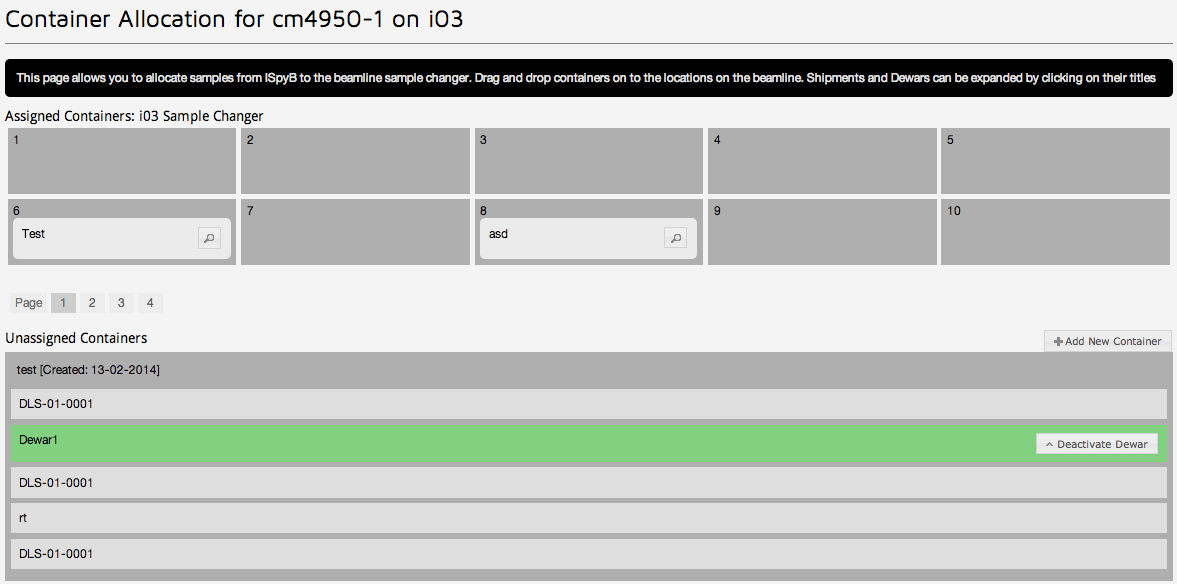 Container Allocation for cm4950-1 on i03
This page allows you to allocate samples from ISpyB to the beamline sample changer. Drag and drop containers on to the locations on the beamline. Shipments and Dewars can be expanded by clicking on their titles
Assigned Containers: i03 Sample Changer
1 2 3 4 5
6 7 8 9 10
Test asd
Page 1 2 3 4
Unassigned Containers
Add New Container
test [Created: 13-02-2014]
DLS-01-0001
Dewar1 Deactivate Dewar
DLS-01-0001
rt
DLS-01-0001